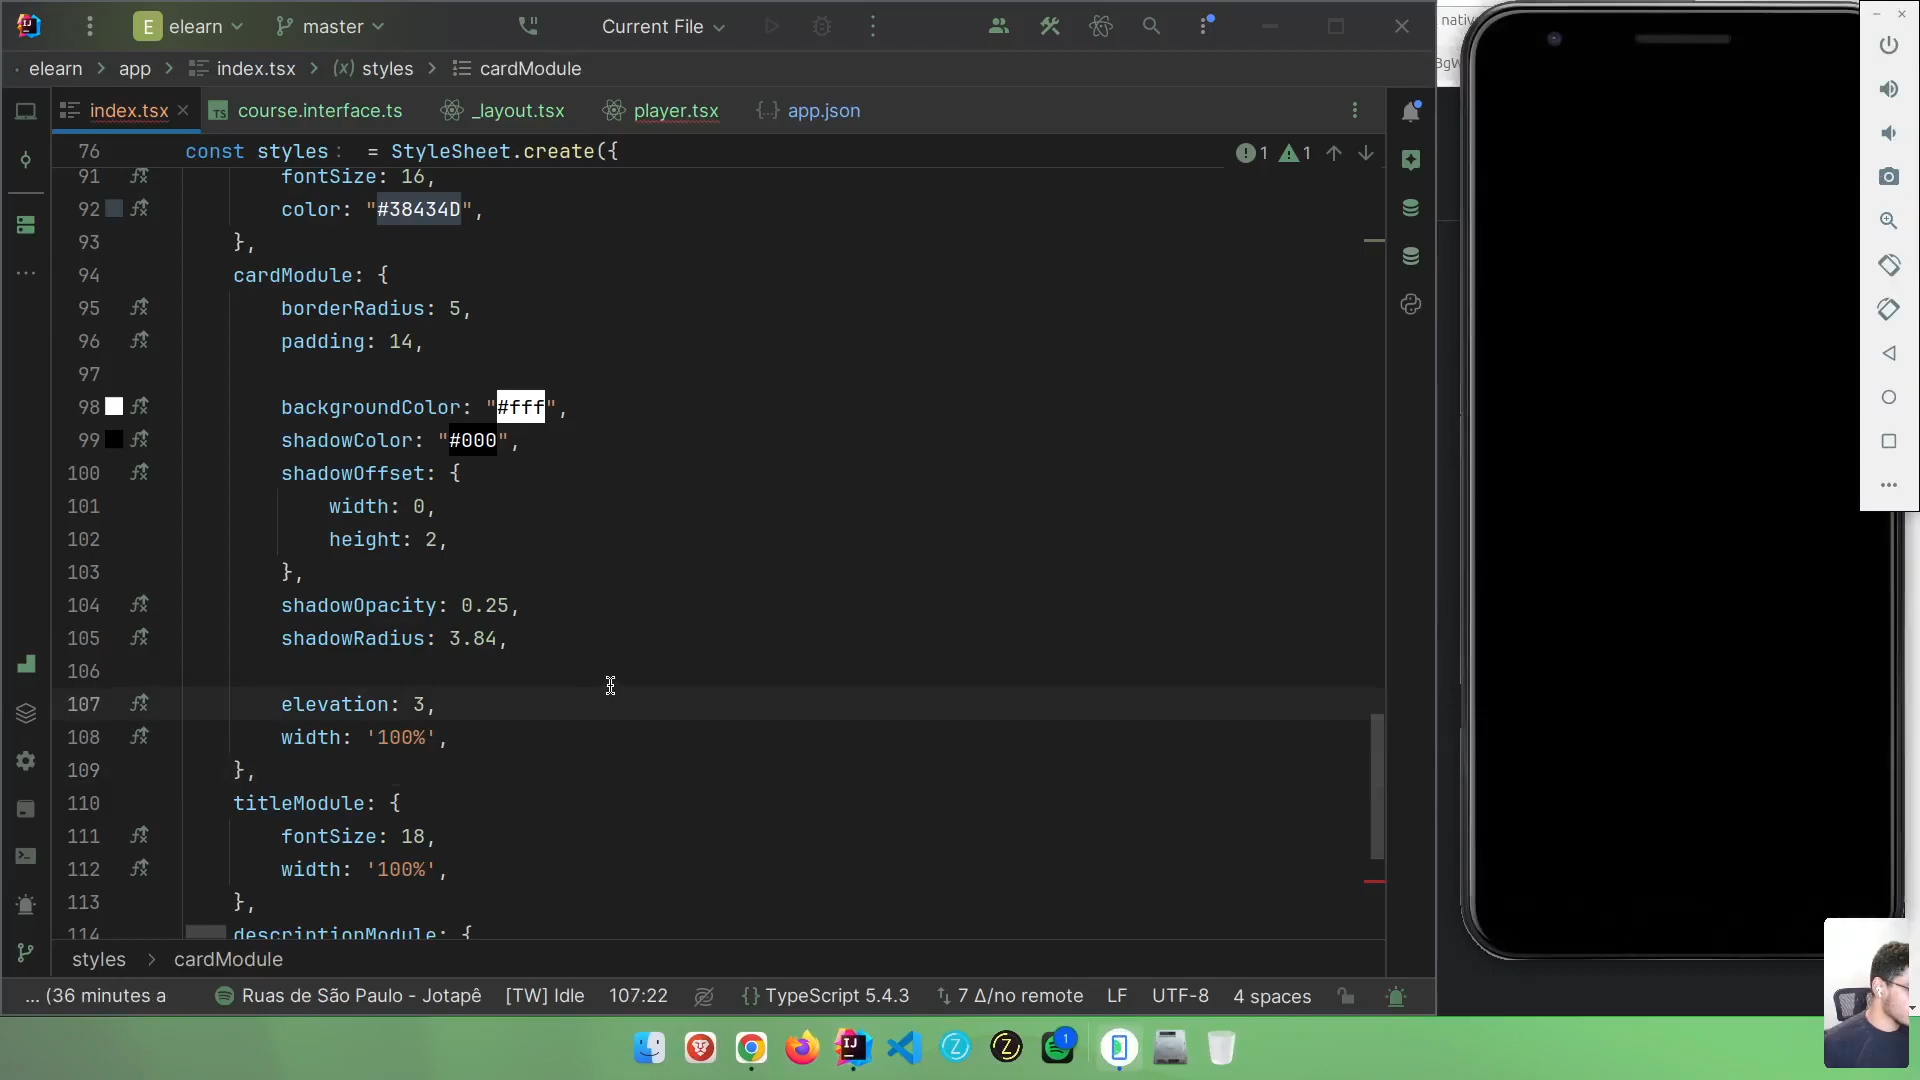 E elearn master Current File
elearn > app > index.tsx > (x) styles > cardModule
index.tsx course.interface.ts _layout.tsx player.tsx {} app.json
76 const styles : = StyleSheet.create({ 1 1
91 fontSize: 16,
92 color: "#38434D",
93 },
94 cardModule: {
95 borderRadius: 5,
96 padding: 14,
97
98 backgroundColor: "#fff",
99 shadowColor: "#000",
100 shadowOffset: {
101 width: 0,
102 height: 2,
103 },
104 shadowOpacity: 0.25,
105 shadowRadius: 3.84,
106
107 elevation: 3,
108 width: '100%',
109 },
110 titleModule: {
111 fontSize: 18,
112 width: '100%',
113 },
114 descriptionModule: {
styles > cardModule
... (36 minutes a Ruas de São Paulo - Jotapê [TW] Idle 107:22 {} TypeScript 5.4.3 7 Δ/no remote LF UTF-8 4 spaces